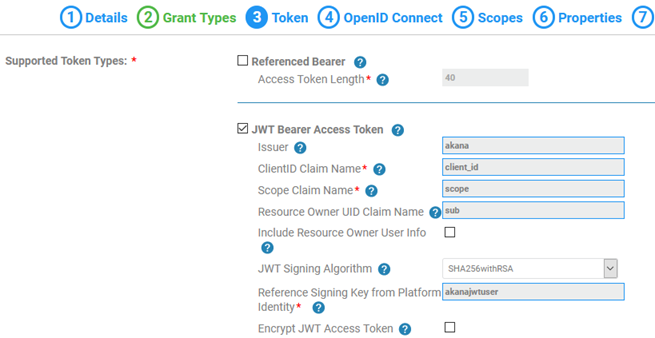 1 Details 2 Grant Types 3 Token 4 OpenID Connect 5 Scopes 6 Properties 7
Supported Token Types: * Referenced Bearer ?
Access Token Length* ? 40
JWT Bearer Access Token ?
Issuer ? akana
ClientID Claim Name* ? client_id
Scope Claim Name* ? scope
Resource Owner UID Claim Name ? sub
Include Resource Owner User Info
?
JWT Signing Algorithm ? SHA256withRSA
Reference Signing Key from Platform akanajwtuser
Identity* ?
Encrypt JWT Access Token ?